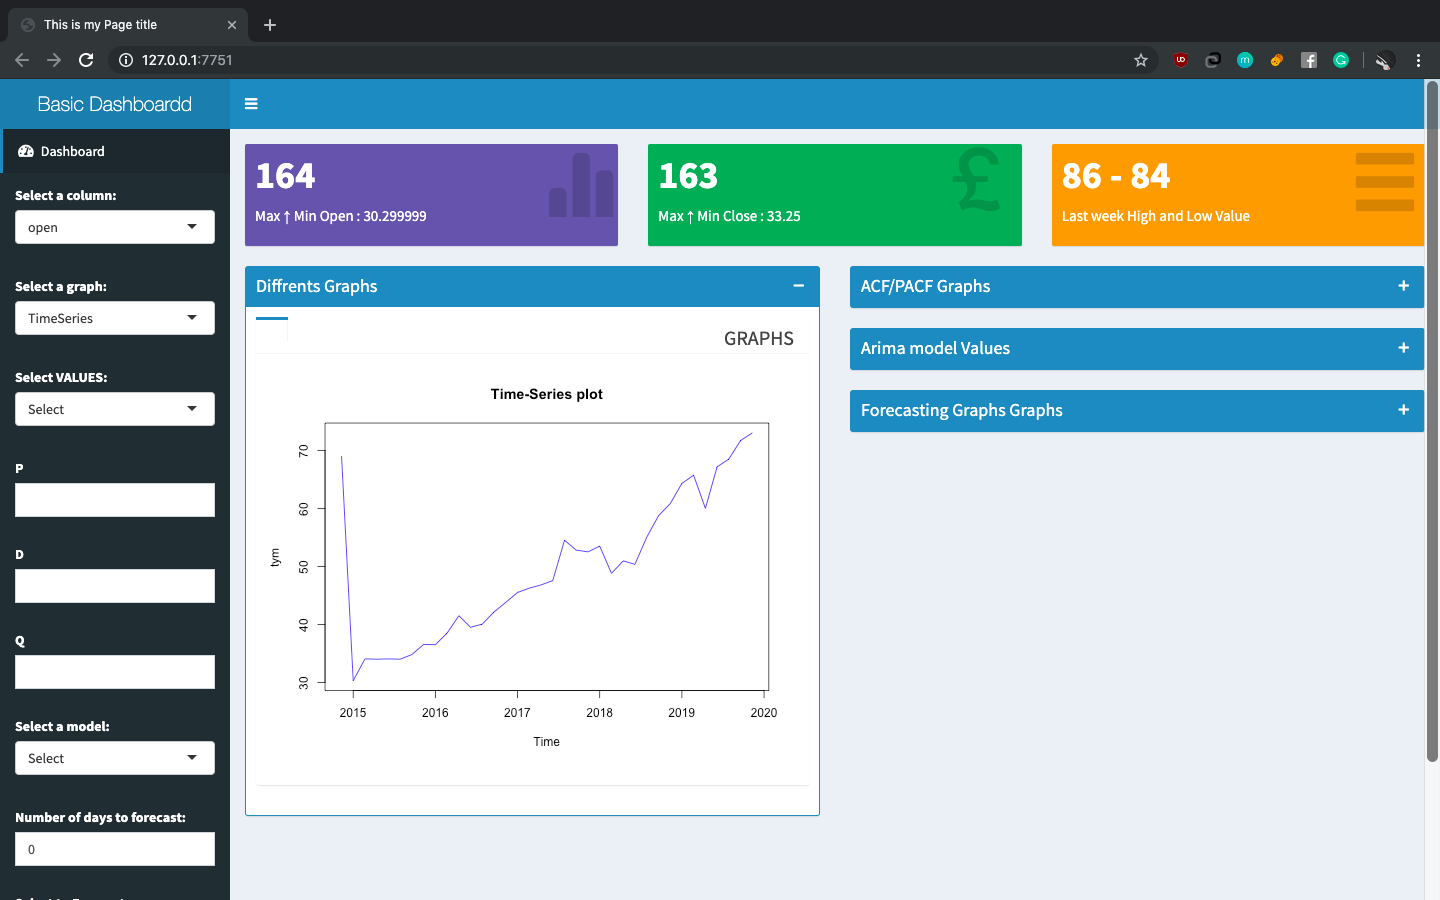 This is my Page title
127.0.0.1:7751
Basic Dashboardd
Dashboard
Select a column:
open
Select a graph:
TimeSeries
Select VALUES:
Select
P
D
Q
Select a model:
Select
Number of days to forecast:
0
164
Max ↑ Min Open : 30.299999
163
Max ↑ Min Close : 33.25
86 - 84
Last week High and Low Value
Diffrents Graphs
GRAPHS
Time-Series plot
tym
70
60
50
40
30
2015 2016 2017 2018 2019 2020
Time
ACF/PACF Graphs
Arima model Values
Forecasting Graphs Graphs